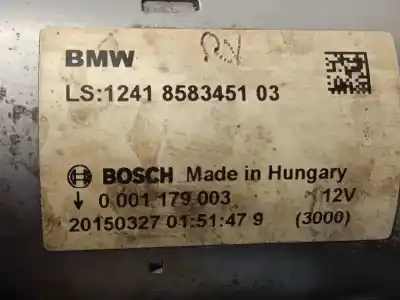 BMW
LS:1241 8583451 03
BOSCH Made in Hungary
↓ 0 001 179 003 12V
20150327 01:51:47 9 (3000)